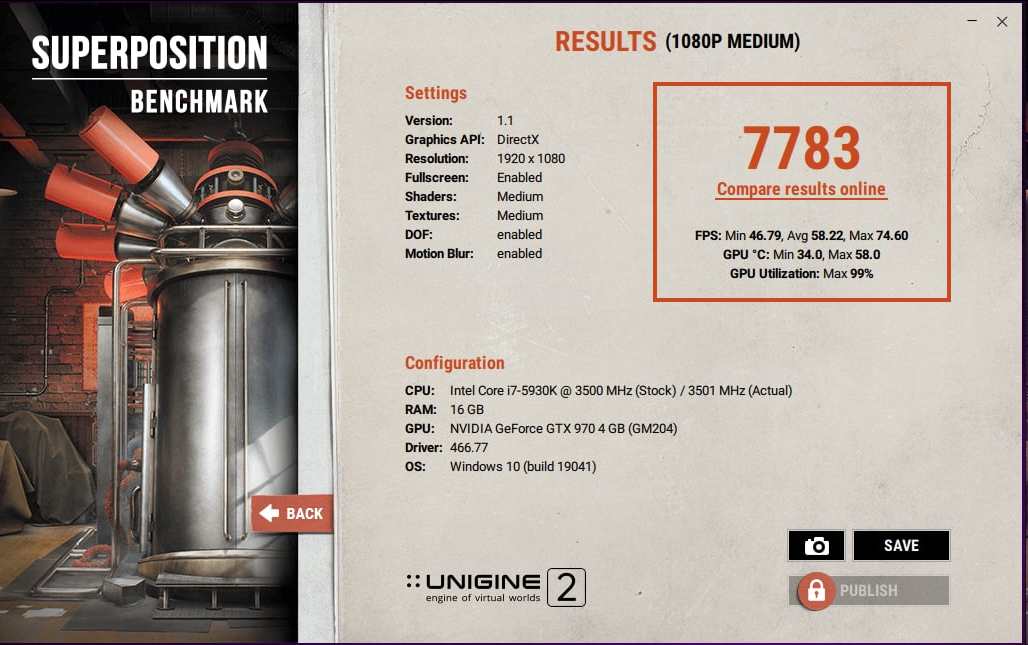 SUPERPOSITION
BENCHMARK
RESULTS (1080P MEDIUM)
Settings
Version: 1.1
Graphics API: DirectX
Resolution: 1920 x 1080
Fullscreen: Enabled
Shaders: Medium
Textures: Medium
DOF: enabled
Motion Blur: enabled
7783
Compare results online
FPS: Min 46.79, Avg 58.22, Max 74.60
GPU °C: Min 34.0, Max 58.0
GPU Utilization: Max 99%
Configuration
CPU: Intel Core i7-5930K @ 3500 MHz (Stock) / 3501 MHz (Actual)
RAM: 16 GB
GPU: NVIDIA GeForce GTX 970 4 GB (GM204)
Driver: 466.77
OS: Windows 10 (build 19041)
BACK
SAVE
PUBLISH
UNIGINE 2
engine of virtual worlds